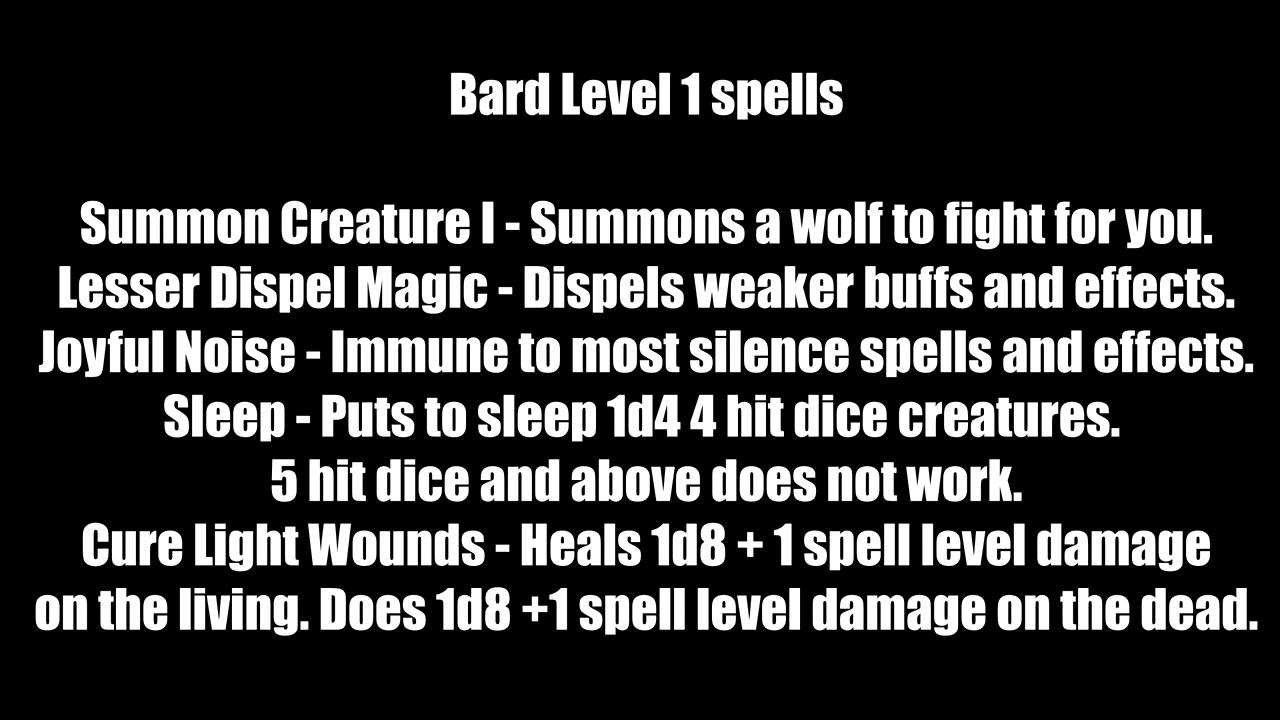 Bard Level 1 spells
Summon Creature I - Summons a wolf to fight for you.
Lesser Dispel Magic - Dispels weaker buffs and effects.
Joyful Noise - Immune to most silence spells and effects.
Sleep - Puts to sleep 1d4 4 hit dice creatures.
5 hit dice and above does not work.
Cure Light Wounds - Heals 1d8 + 1 spell level damage
on the living. Does 1d8 +1 spell level damage on the dead.